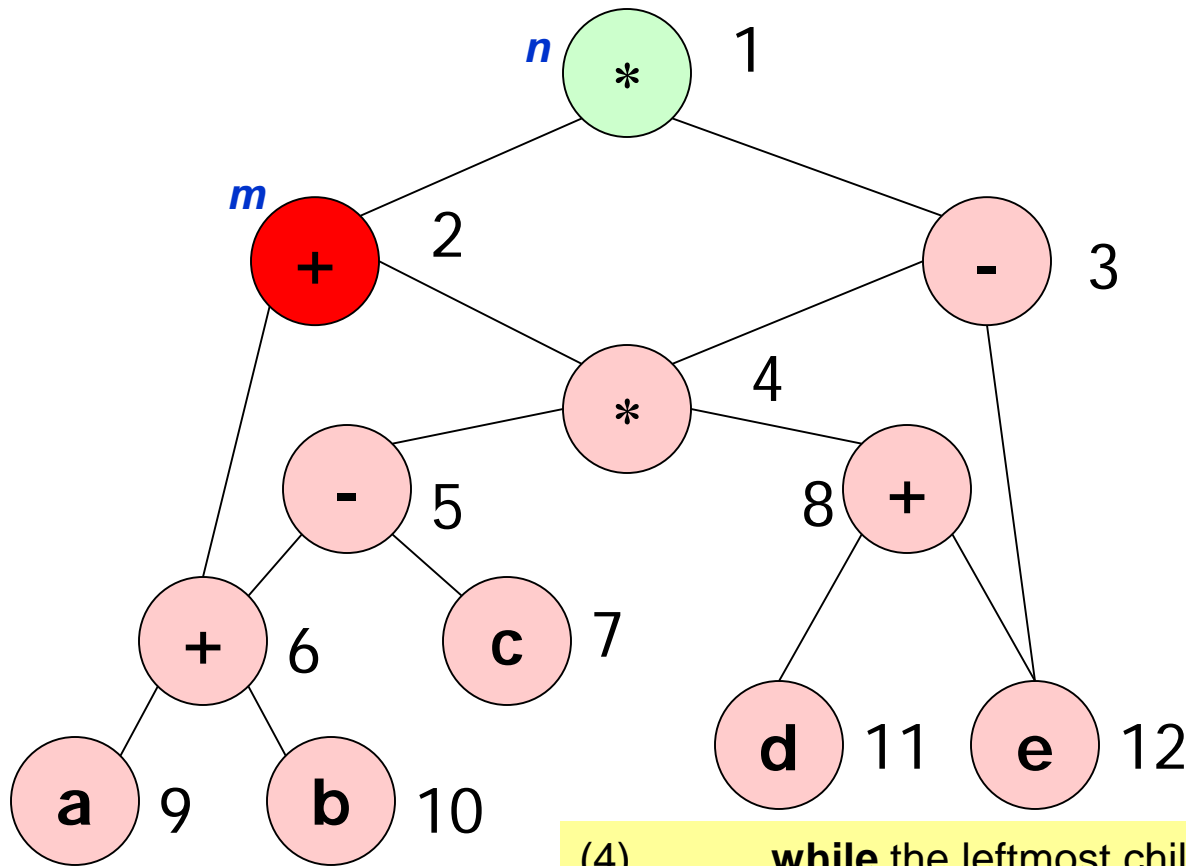 n * 1
m + 2 - 3
* 4
- 5 8 +
+ 6 c 7
d 11 e 12
a 9 b 10
(4) while the leftmost chil